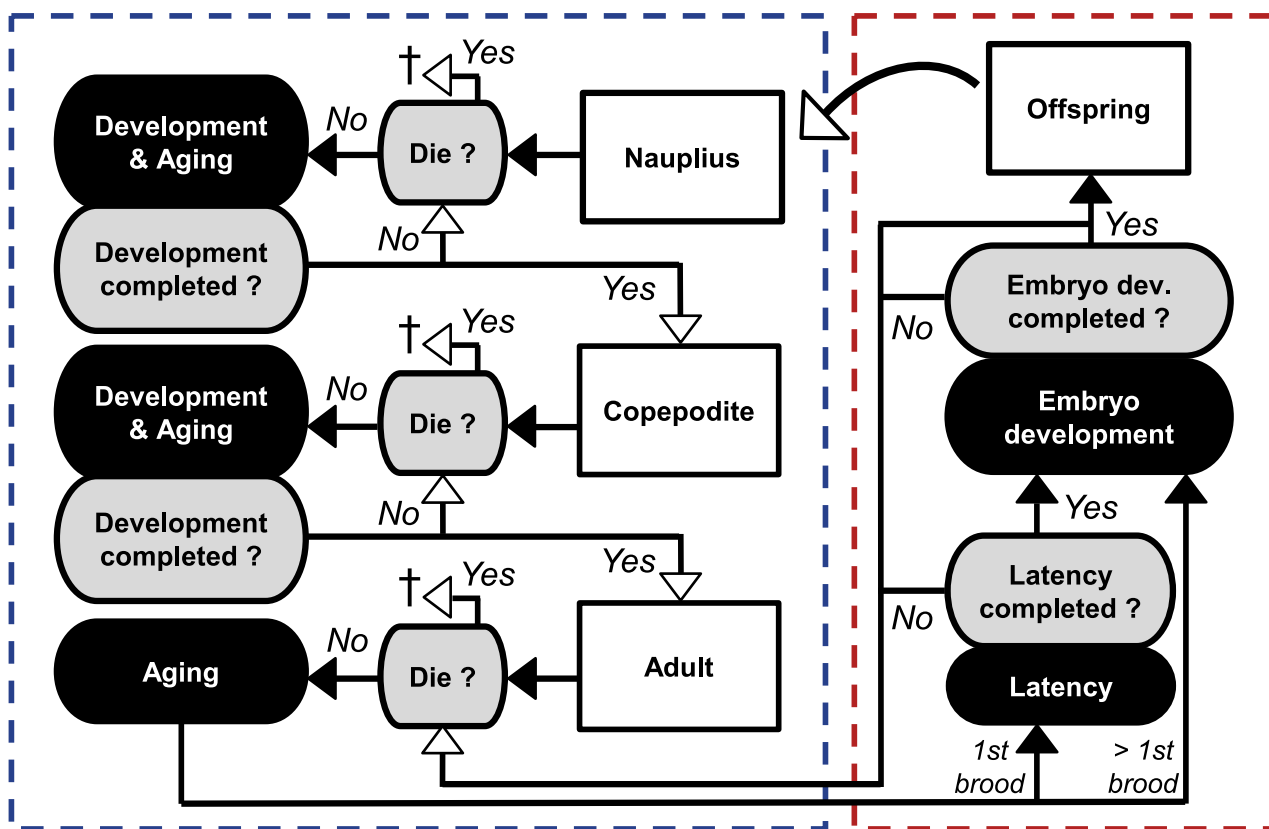 Yes
†
Development
& Aging
No
Die ?
Nauplius
Offspring
Development
completed ?
No
Yes
Yes
Embryo dev.
completed ?
No
†
Yes
Development
& Aging
No
Die ?
Copepodite
Embryo
development
Development
completed ?
No
Yes
Yes
Latency
completed ?
No
†
Yes
Aging
No
Die ?
Adult
Latency
1st
brood
> 1st
brood